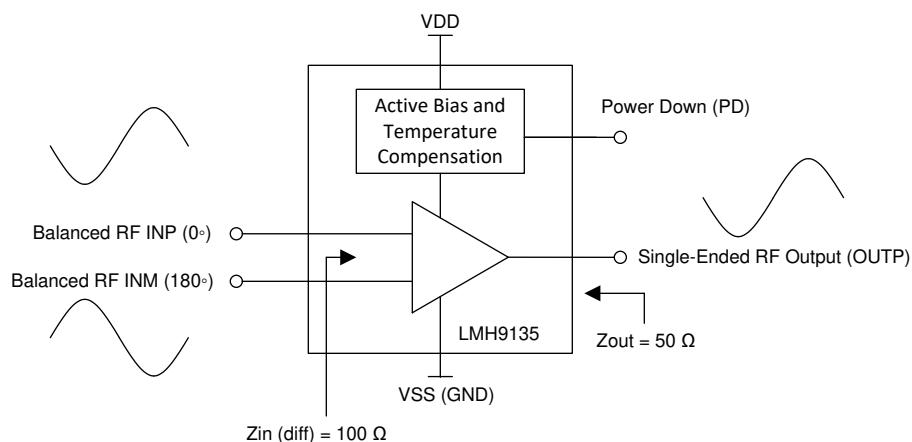 VDD
Active Bias and
Temperature
Compensation
Power Down (PD)
Balanced RF INP (0◦)
Single-Ended RF Output (OUTP)
Balanced RF INM (180◦)
LMH9135
Zout = 50 Ω
VSS (GND)
Zin (diff) = 100 Ω